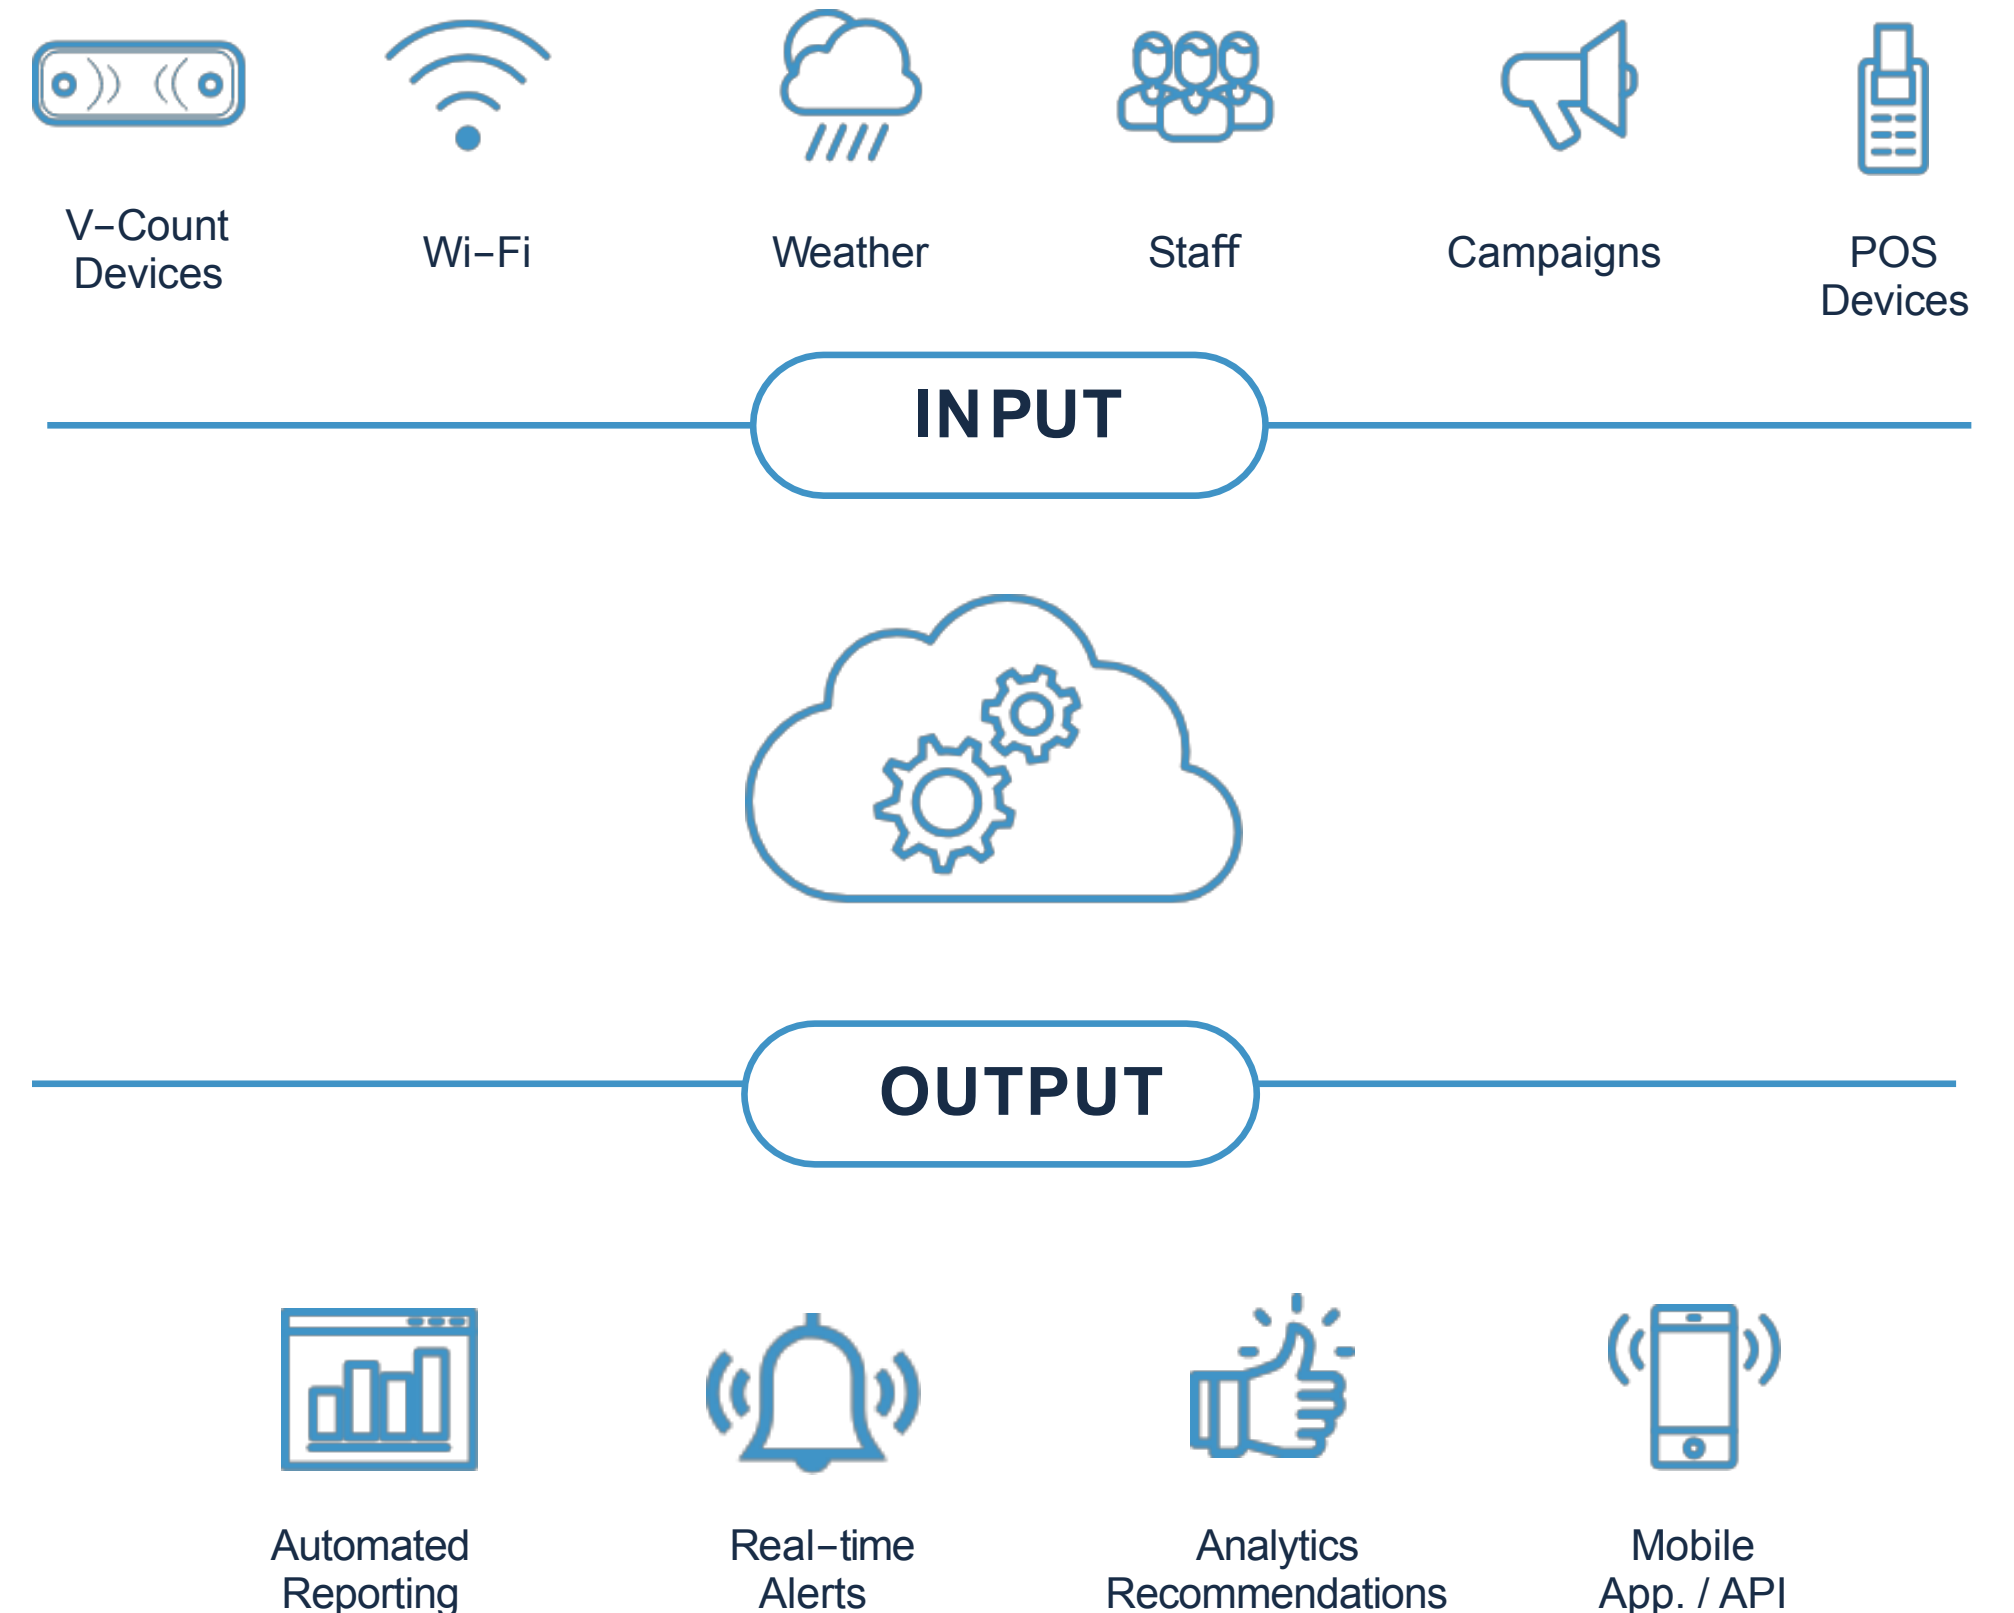 V–Count
Devices
Wi–Fi
Weather
Staff
Campaigns
POS
Devices
INPUT
OUTPUT
Automated
Reporting
Real–time
Alerts
Analytics
Recommendations
Mobile
App. / API